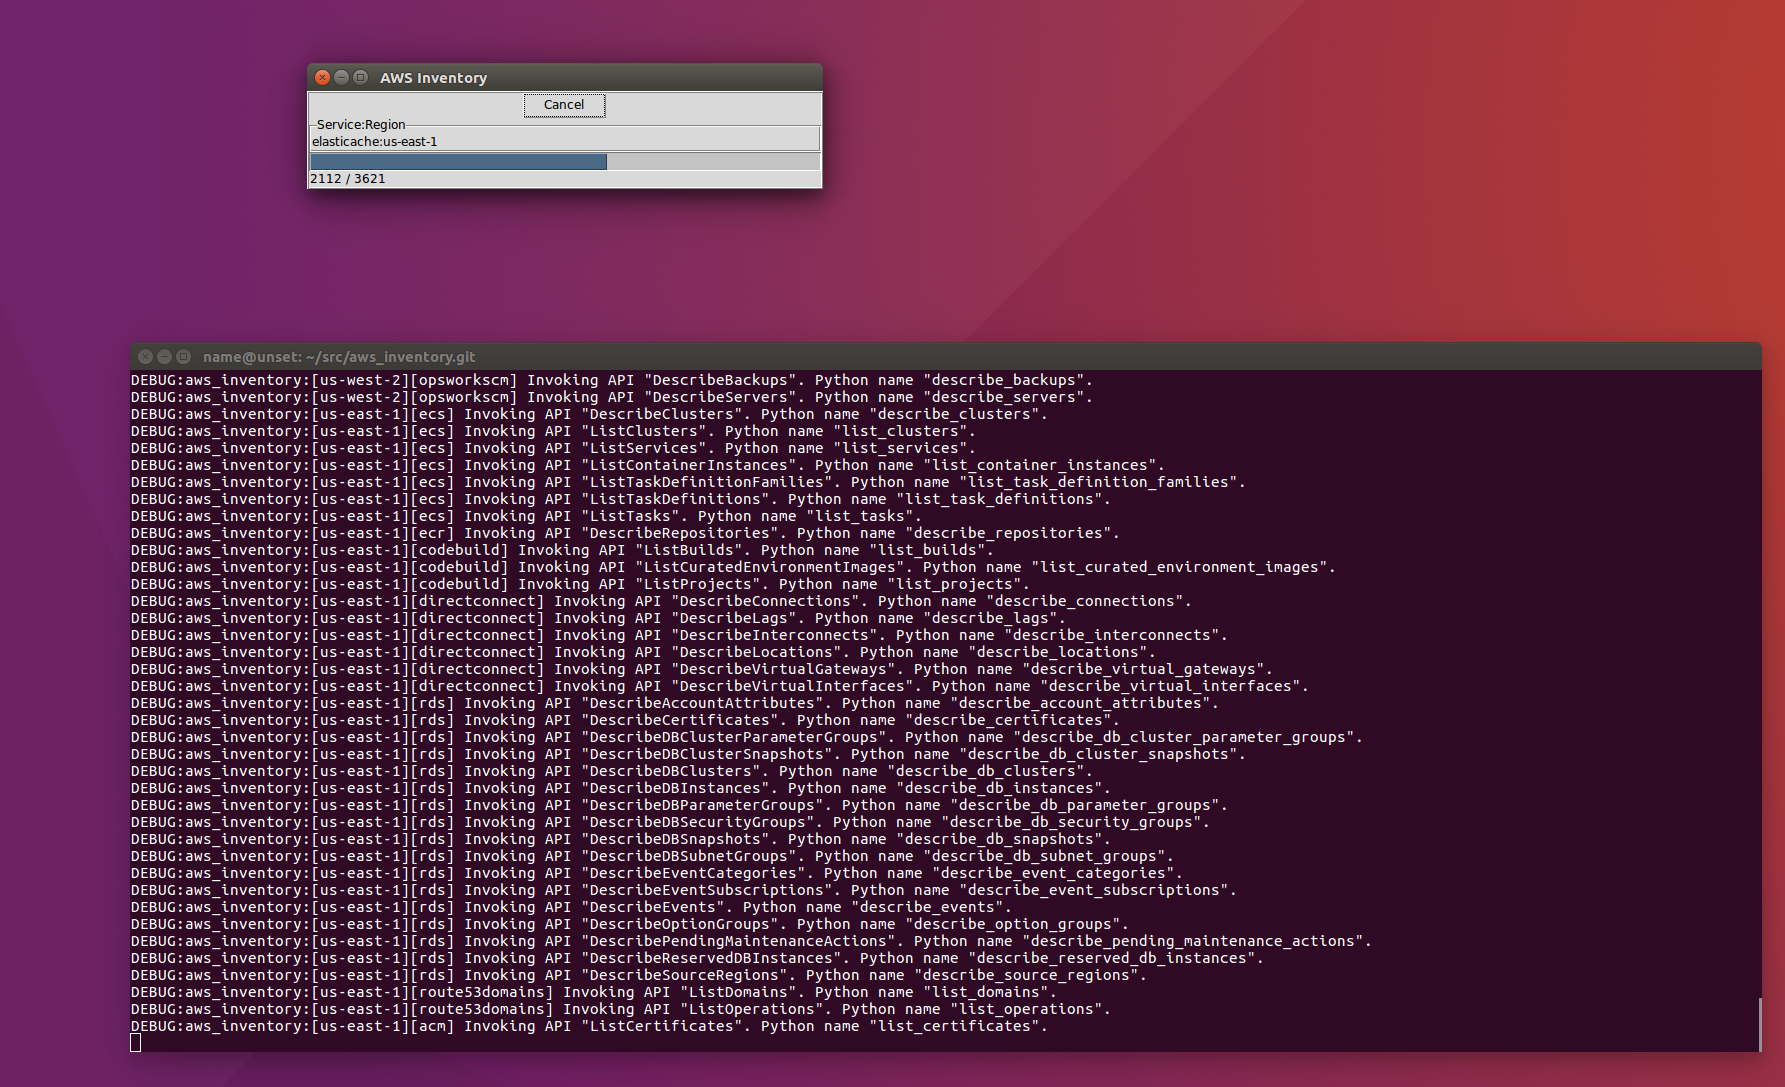 AWS Inventory
Cancel
Service:Region
elasticache:us-east-1
2112 / 3621
name@unset: ~/src/aws_inventory.git
DEBUG:aws_inventory:[us-west-2][opsworkscm] Invoking API "DescribeBackups". Python name "describe_backups".
DEBUG:aws_inventory:[us-west-2][opsworkscm] Invoking API "DescribeServers". Python name "describe_servers".
DEBUG:aws_inventory:[us-east-1][ecs] Invoking API "DescribeClusters". Python name "describe_clusters".
DEBUG:aws_inventory:[us-east-1][ecs] Invoking API "ListClusters". Python name "list_clusters".
DEBUG:aws_inventory:[us-east-1][ecs] Invoking API "ListServices". Python name "list_services".
DEBUG:aws_inventory:[us-east-1][ecs] Invoking API "ListContainerInstances". Python name "list_container_instances".
DEBUG:aws_inventory:[us-east-1][ecs] Invoking API "ListTaskDefinitionFamilies". Python name "list_task_definition_families".
DEBUG:aws_inventory:[us-east-1][ecs] Invoking API "ListTaskDefinitions". Python name "list_task_definitions".
DEBUG:aws_inventory:[us-east-1][ecs] Invoking API "ListTasks". Python name "list_tasks".
DEBUG:aws_inventory:[us-east-1][ecr] Invoking API "DescribeRepositories". Python name "describe_repositories".
DEBUG:aws_inventory:[us-east-1][codebuild] Invoking API "ListBuilds". Python name "list_builds".
DEBUG:aws_inventory:[us-east-1][codebuild] Invoking API "ListCuratedEnvironmentImages". Python name "list_curated_environment_images".
DEBUG:aws_inventory:[us-east-1][codebuild] Invoking API "ListProjects". Python name "list_projects".
DEBUG:aws_inventory:[us-east-1][directconnect] Invoking API "DescribeConnections". Python name "describe_connections".
DEBUG:aws_inventory:[us-east-1][directconnect] Invoking API "DescribeLags". Python name "describe_lags".
DEBUG:aws_inventory:[us-east-1][directconnect] Invoking API "DescribeInterconnects". Python name "describe_interconnects".
DEBUG:aws_inventory:[us-east-1][directconnect] Invoking API "DescribeLocations". Python name "describe_locations".
DEBUG:aws_inventory:[us-east-1][directconnect] Invoking API "DescribeVirtualGateways". Python name "describe_virtual_gateways".
DEBUG:aws_inventory:[us-east-1][directconnect] Invoking API "DescribeVirtualInterfaces". Python name "describe_virtual_interfaces".
DEBUG:aws_inventory:[us-east-1][rds] Invoking API "DescribeAccountAttributes". Python name "describe_account_attributes".
DEBUG:aws_inventory:[us-east-1][rds] Invoking API "DescribeCertificates". Python name "describe_certificates".
DEBUG:aws_inventory:[us-east-1][rds] Invoking API "DescribeDBClusterParameterGroups". Python name "describe_db_cluster_parameter_groups".
DEBUG:aws_inventory:[us-east-1][rds] Invoking API "DescribeDBClusterSnapshots". Python name "describe_db_cluster_snapshots".
DEBUG:aws_inventory:[us-east-1][rds] Invoking API "DescribeDBClusters". Python name "describe_db_clusters".
DEBUG:aws_inventory:[us-east-1][rds] Invoking API "DescribeDBInstances". Python name "describe_db_instances".
DEBUG:aws_inventory:[us-east-1][rds] Invoking API "DescribeDBParameterGroups". Python name "describe_db_parameter_groups".
DEBUG:aws_inventory:[us-east-1][rds] Invoking API "DescribeDBSecurityGroups". Python name "describe_db_security_groups".
DEBUG:aws_inventory:[us-east-1][rds] Invoking API "DescribeDBSnapshots". Python name "describe_db_snapshots".
DEBUG:aws_inventory:[us-east-1][rds] Invoking API "DescribeDBSubnetGroups". Python name "describe_db_subnet_groups".
DEBUG:aws_inventory:[us-east-1][rds] Invoking API "DescribeEventCategories". Python name "describe_event_categories".
DEBUG:aws_inventory:[us-east-1][rds] Invoking API "DescribeEventSubscriptions". Python name "describe_event_subscriptions".
DEBUG:aws_inventory:[us-east-1][rds] Invoking API "DescribeEvents". Python name "describe_events".
DEBUG:aws_inventory:[us-east-1][rds] Invoking API "DescribeOptionGroups". Python name "describe_option_groups".
DEBUG:aws_inventory:[us-east-1][rds] Invoking API "DescribePendingMaintenanceActions". Python name "describe_pending_maintenance_actions".
DEBUG:aws_inventory:[us-east-1][rds] Invoking API "DescribeReservedDBInstances". Python name "describe_reserved_db_instances".
DEBUG:aws_inventory:[us-east-1][rds] Invoking API "DescribeSourceRegions". Python name "describe_source_regions".
DEBUG:aws_inventory:[us-east-1][route53domains] Invoking API "ListDomains". Python name "list_domains".
DEBUG:aws_inventory:[us-east-1][route53domains] Invoking API "ListOperations". Python name "list_operations".
DEBUG:aws_inventory:[us-east-1][acm] Invoking API "ListCertificates". Python name "list_certificates".